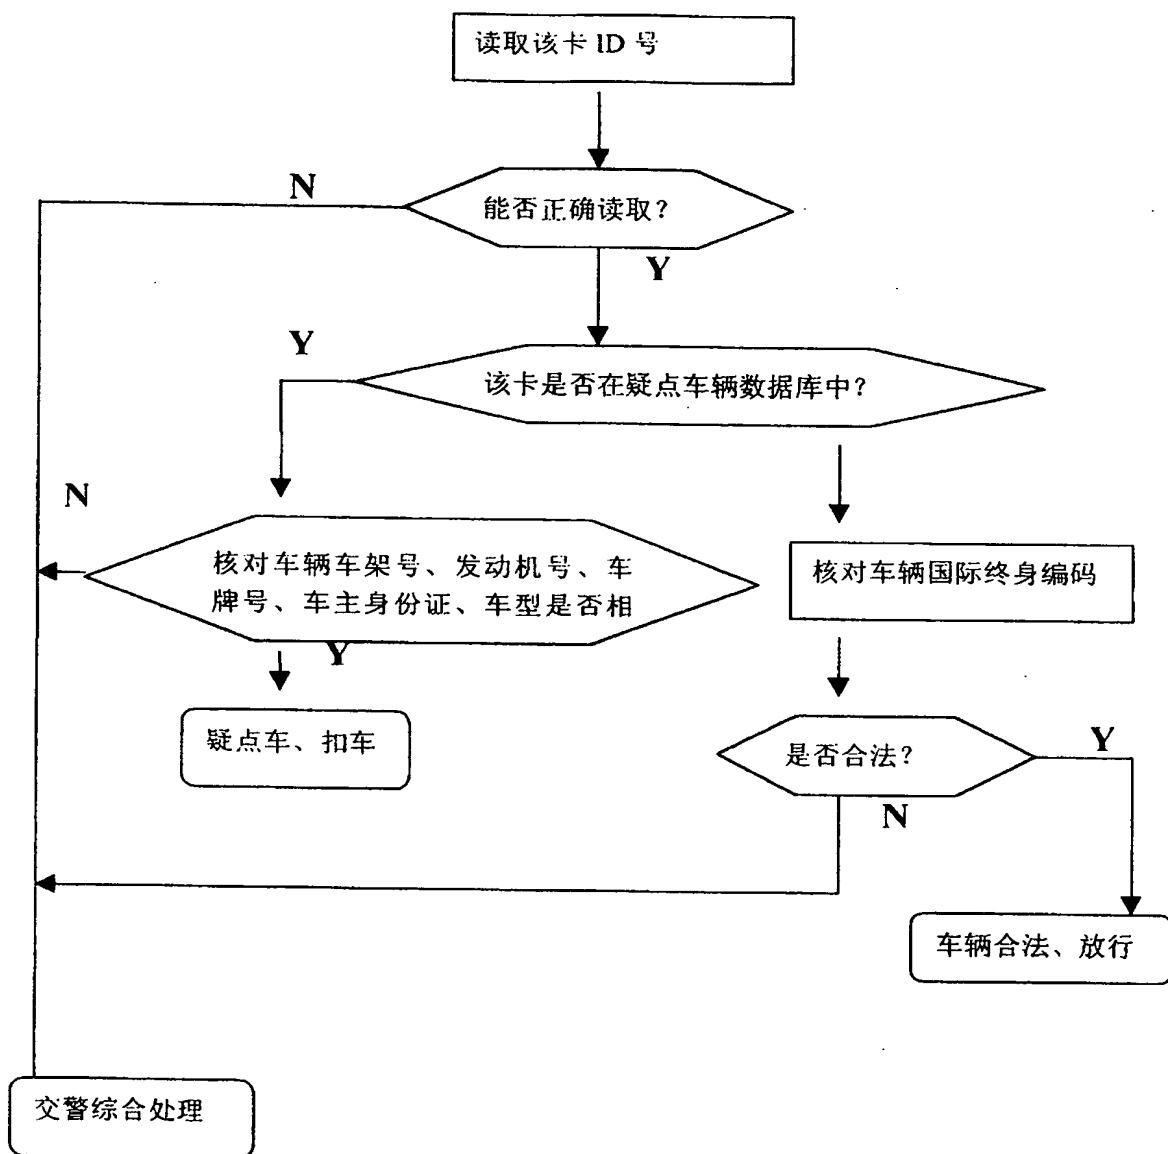 读取该卡 ID 号
N
能否正确读取？
Y
Y
该卡是否在疑点车辆数据库中？
N
核对车辆车架号、发动机号、车
牌号、车主身份证、车型是否相
核对车辆国际终身编码
Y
疑点车、扣车
是否合法？
Y
N
车辆合法、放行
交警综合处理